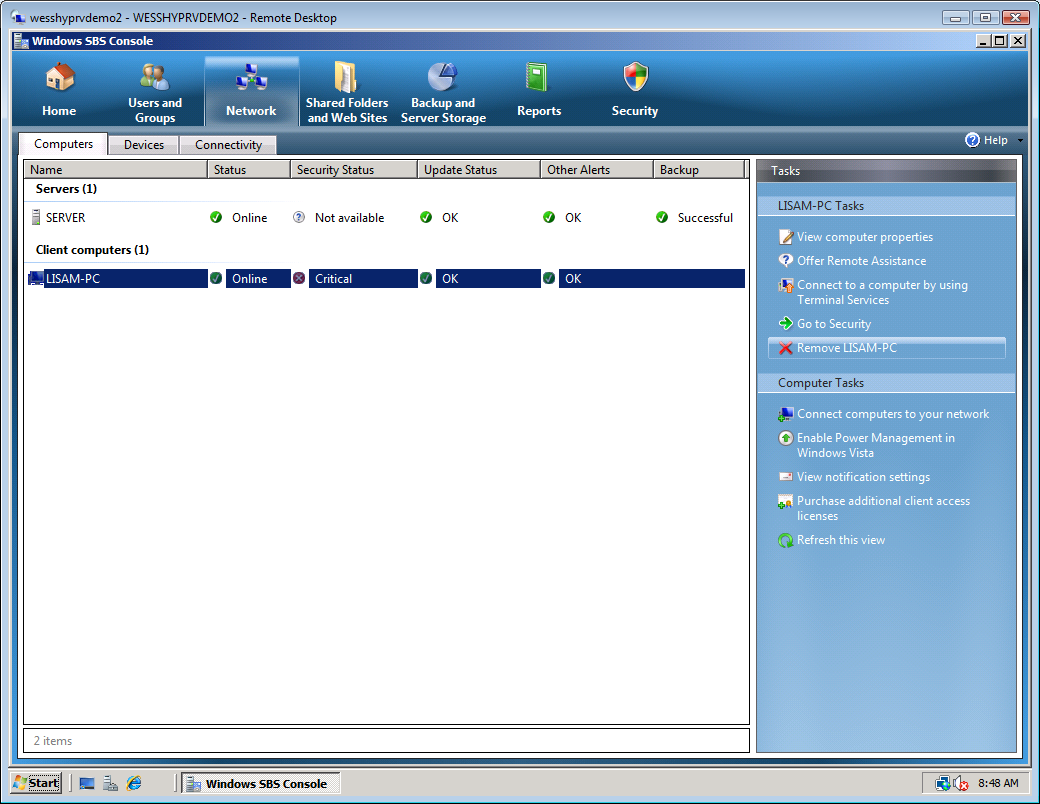 wesshyprvdemo2 - WESSHYPRVDEMO2 - Remote Desktop
Windows SBS Console
Home
Users and
Groups
Network
Shared Folders
and Web Sites
Backup and
Server Storage
Reports
Security
Computers
Devices
Connectivity
Help
Name Status Security Status Update Status Other Alerts Backup
Servers (1)
SERVER Online Not available OK OK Successful
Client computers (1)
LISAM-PC Online Critical OK OK
2 items
Tasks
LISAM-PC Tasks
View computer properties
Offer Remote Assistance
Connect to a computer by using
Terminal Services
Go to Security
Remove LISAM-PC
Computer Tasks
Connect computers to your network
Enable Power Management in
Windows Vista
View notification settings
Purchase additional client access
licenses
Refresh this view
Start
Windows SBS Console
8:48 AM